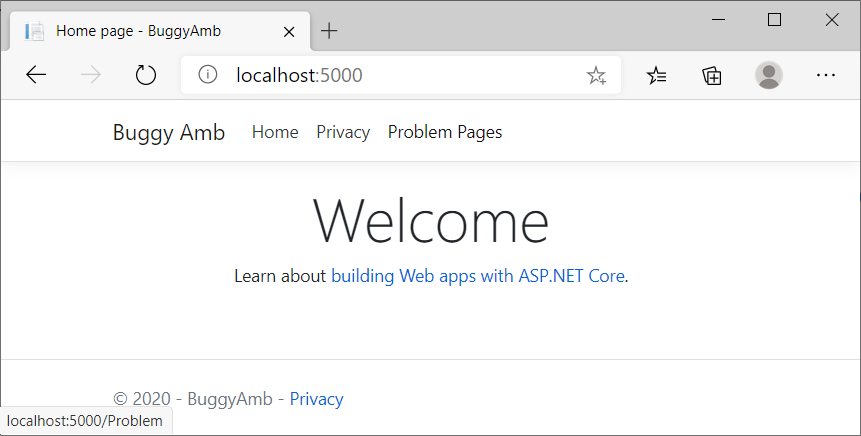 Home page - BuggyAmb
localhost:5000
Buggy Amb Home Privacy Problem Pages
Welcome
Learn about building Web apps with ASP.NET Core.
© 2020 - BuggyAmb - Privacy
localhost:5000/Problem